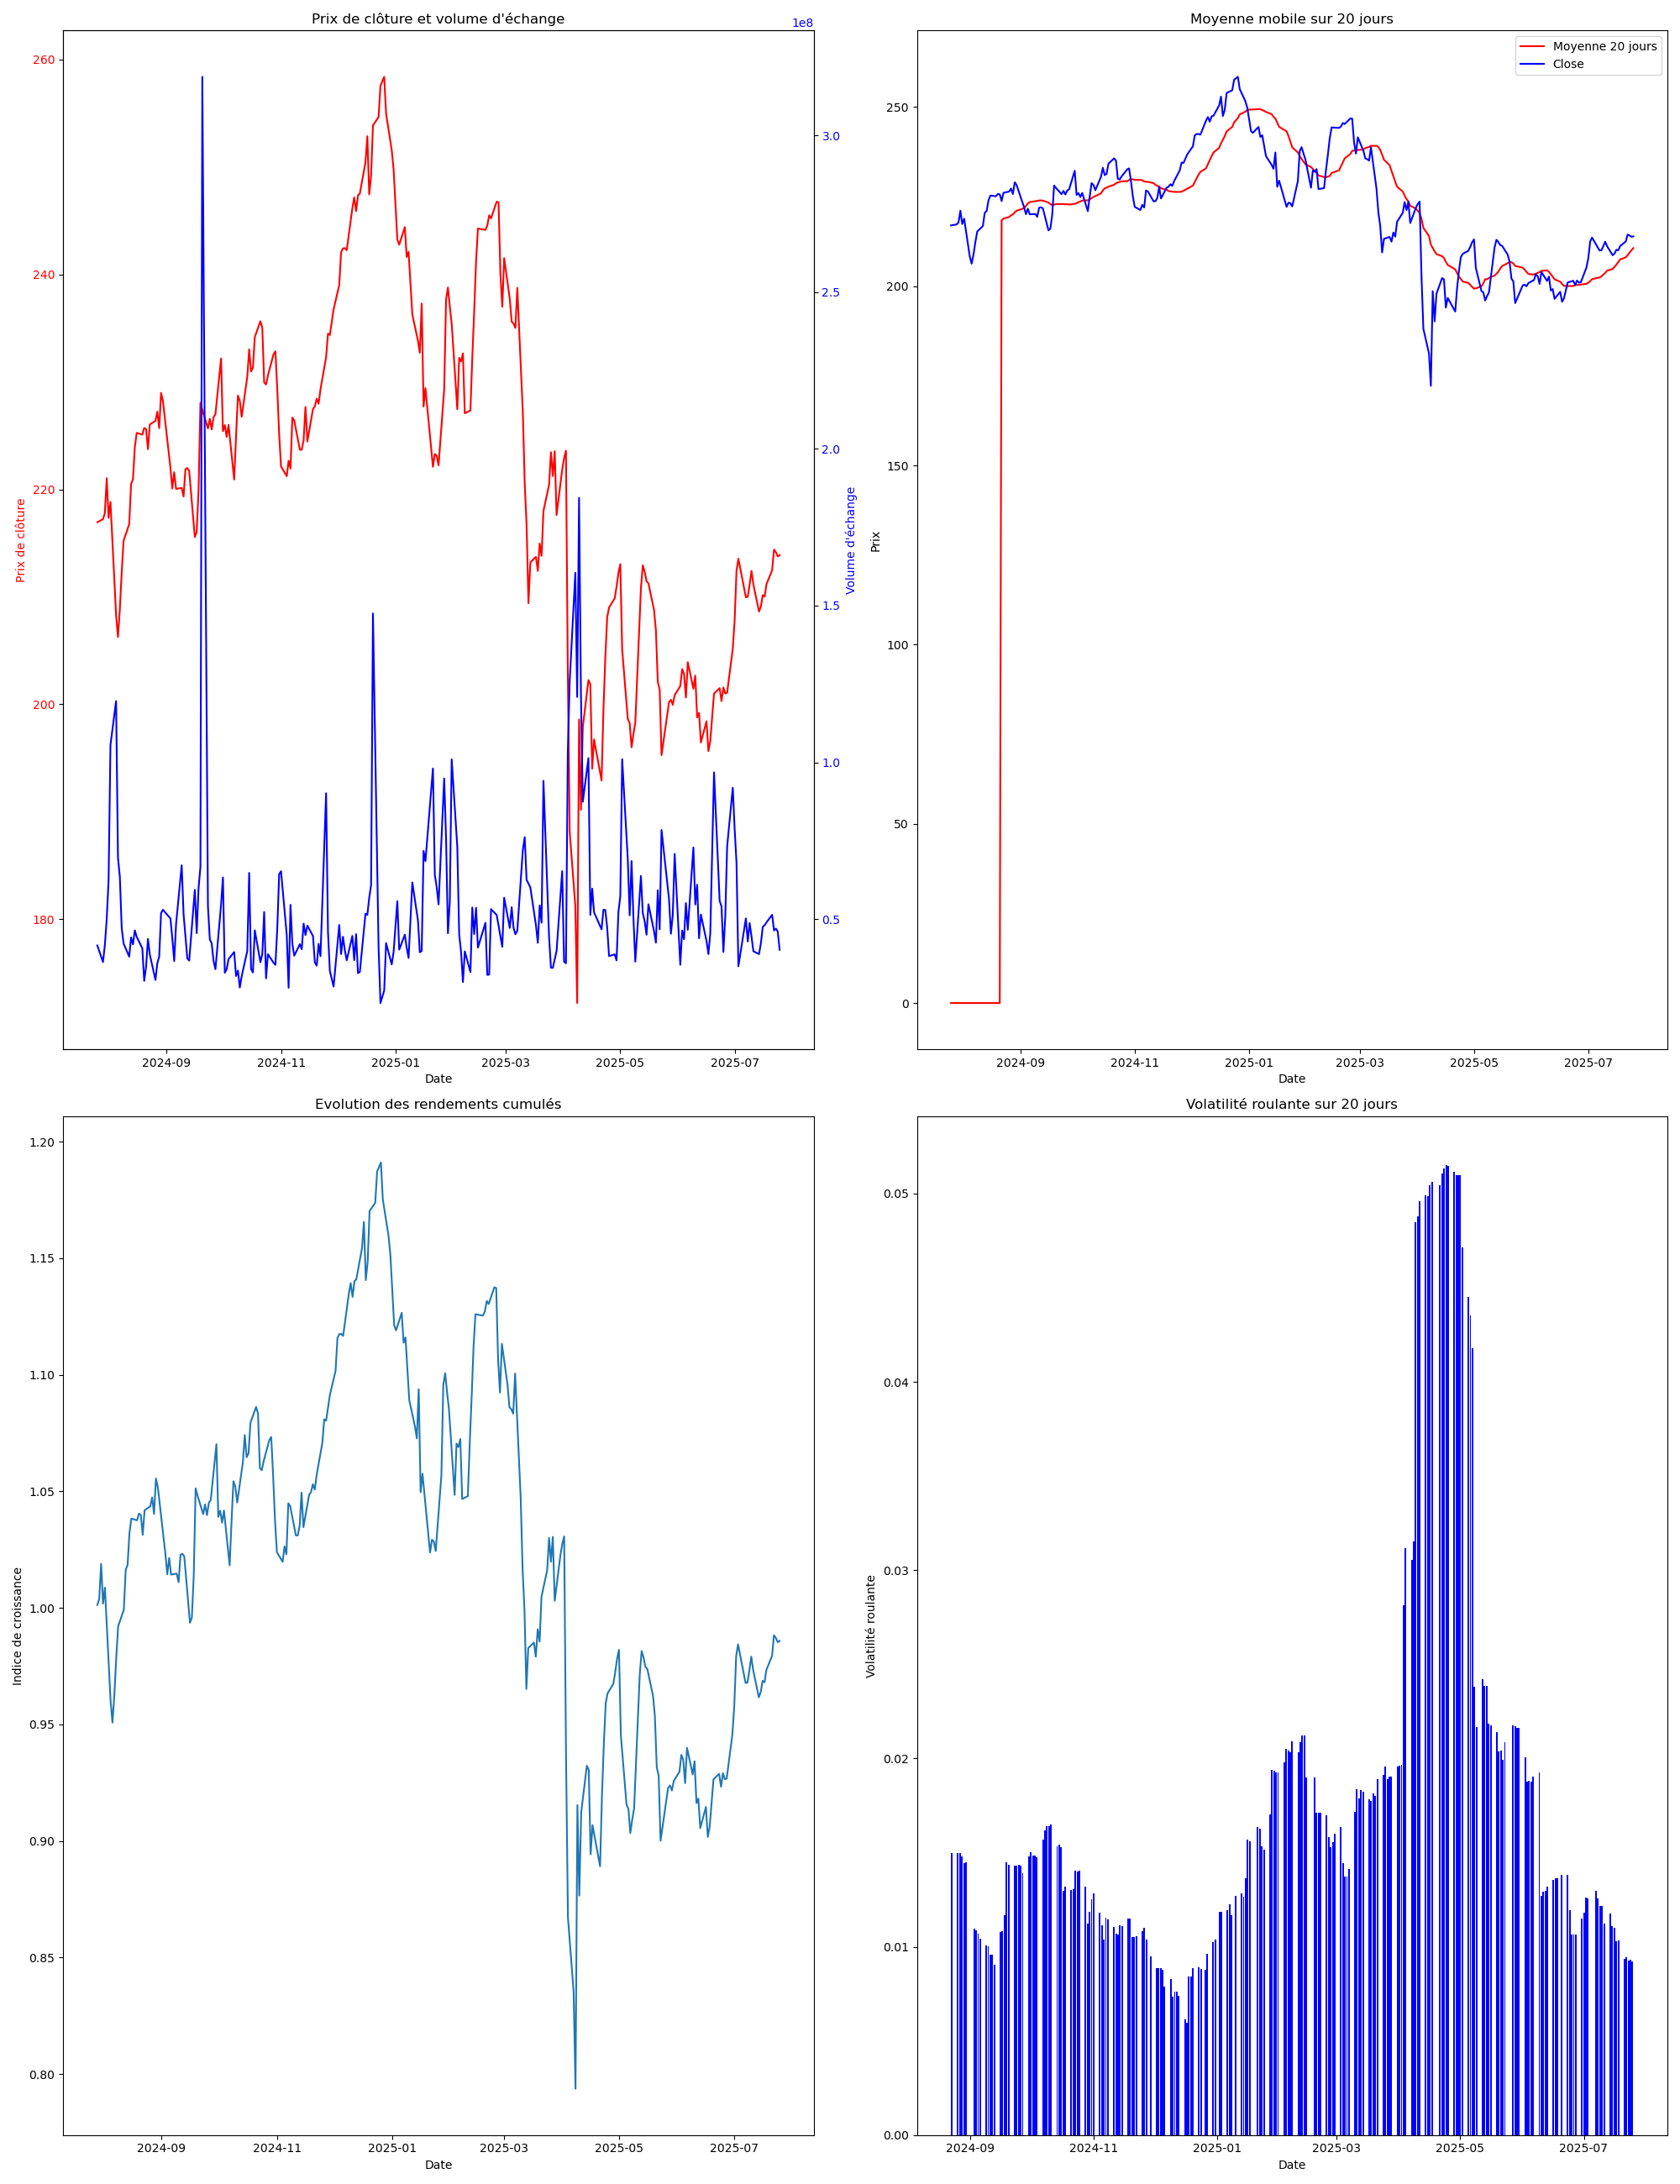 Prix de clôture et volume d'échange
1e8
260
240
220
200
180
Prix de clôture
3.0
2.5
2.0
1.5
1.0
0.5
Volume d'échange
2024-09 2024-11 2025-01 2025-03 2025-05 2025-07
Date
Moyenne mobile sur 20 jours
Moyenne 20 jours
Close
250
200
150
100
50
0
Prix
2024-09 2024-11 2025-01 2025-03 2025-05 2025-07
Date
Evolution des rendements cumulés
1.20
1.15
1.10
1.05
1.00
0.95
0.90
0.85
0.80
Indice de croissance
2024-09 2024-11 2025-01 2025-03 2025-05 2025-07
Date
Volatilité roulante sur 20 jours
0.05
0.04
0.03
0.02
0.01
0.00
Volatilité roulante
2024-09 2024-11 2025-01 2025-03 2025-05 2025-07
Date